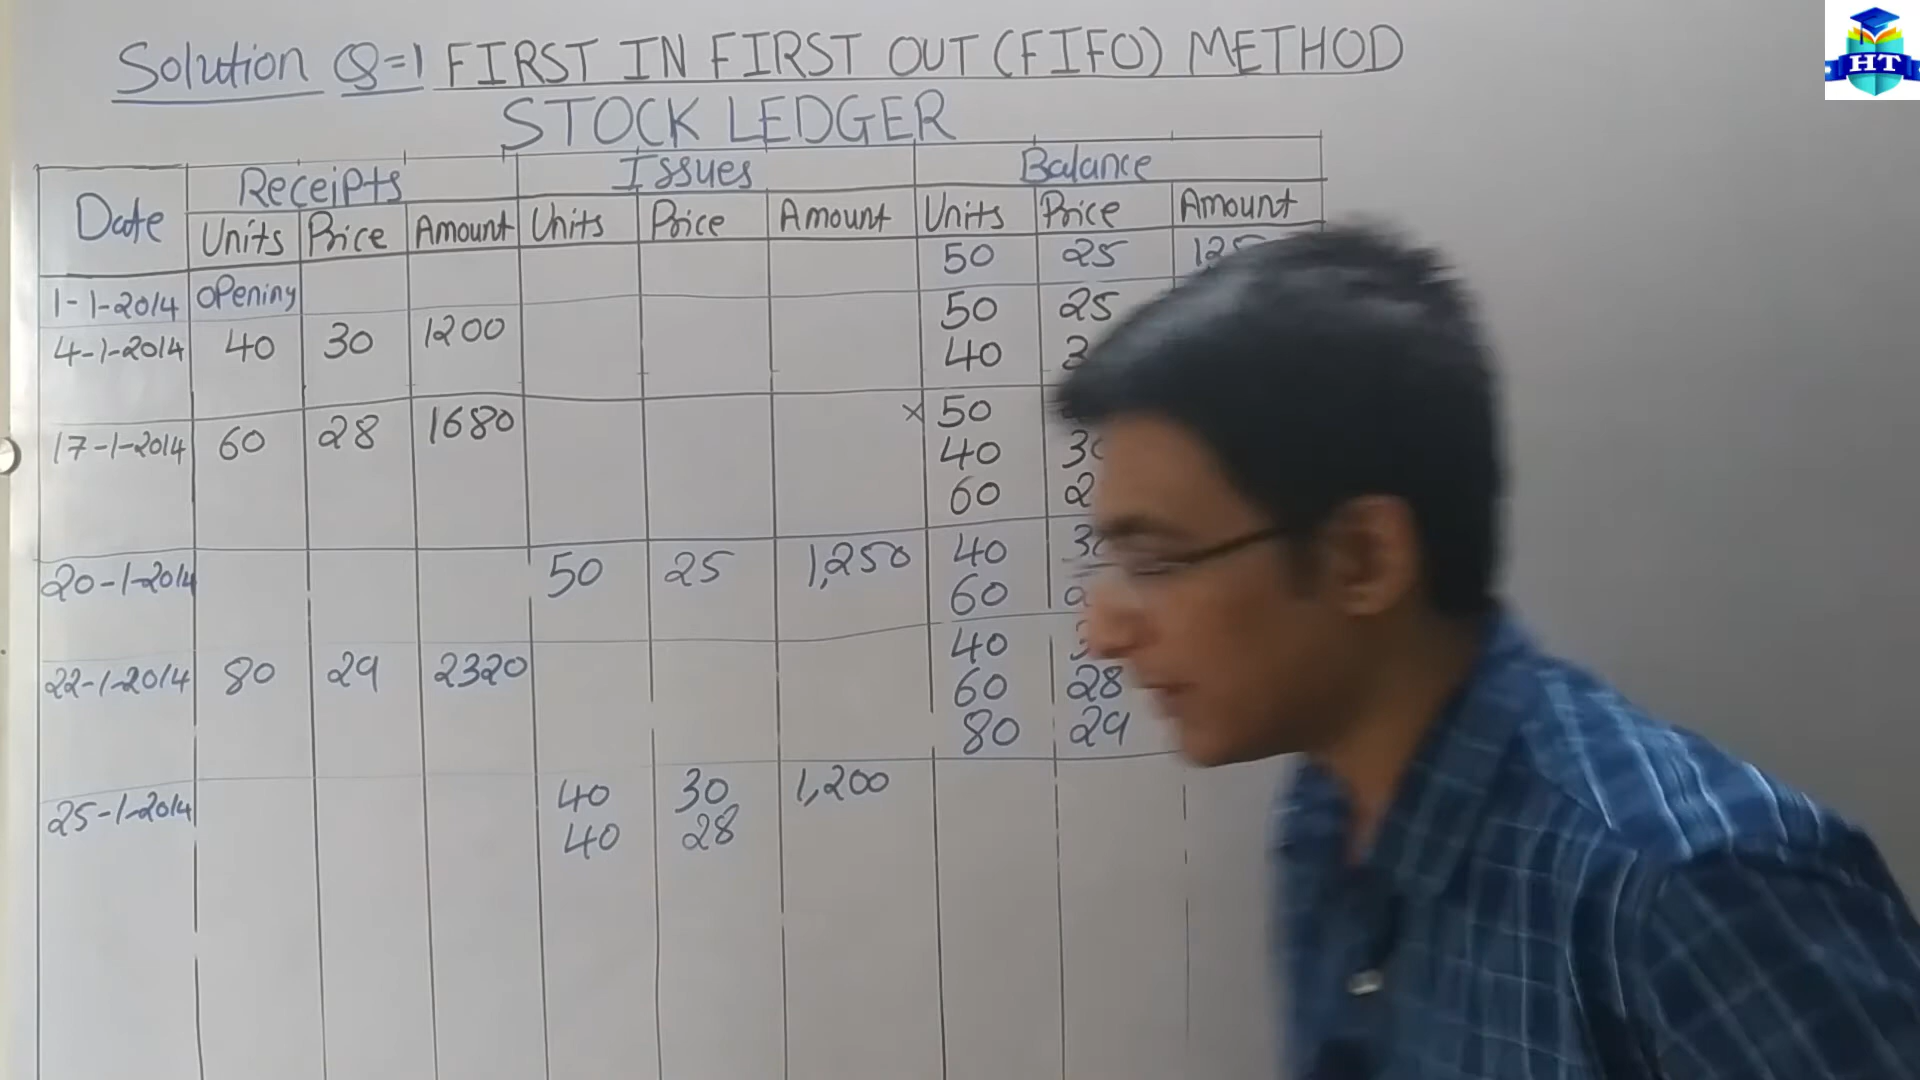 HT
Solution Q=1 FIRST IN FIRST OUT (FIFO) METHOD
STOCK LEDGER
Date Receipts Issues Balance
Units Price Amount Units Price Amount Units Price Amount
1-1-2014 opening 50 25
4-1-2014 40 30 1200 50 25
40
17-1-2014 60 28 1680 x 50
40
60
20-1-2014 50 25 1,250 40
60
22-1-2014 80 29 2320 40
60 28
80 29
25-1-2014 40 30 1,200
40 28